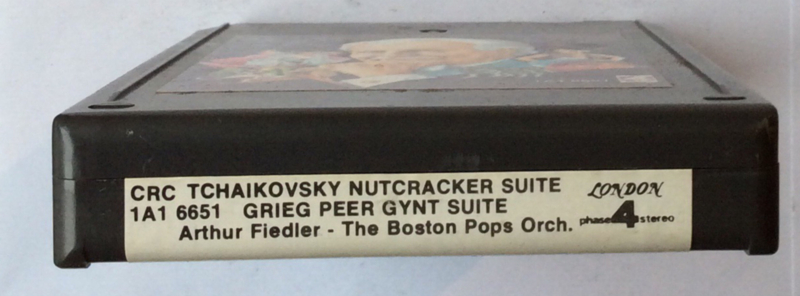 CRC TCHAIKOVSKY NUTCRACKER SUITE
1A1 6651 GRIEG PEER GYNT SUITE
Arthur Fiedler - The Boston Pops Orch.
LONDON
phase 4 stereo